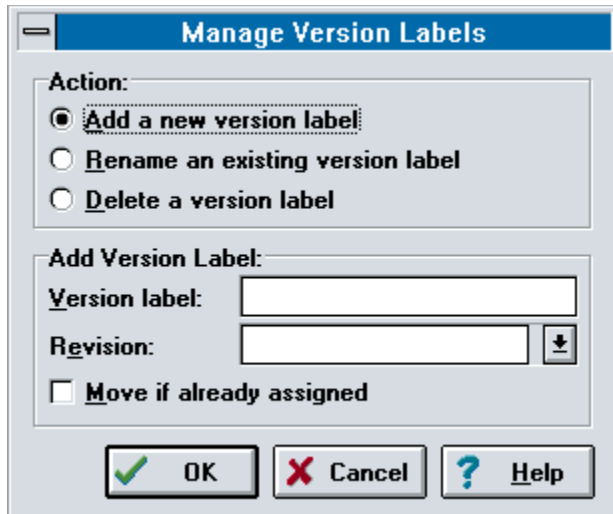 Manage Version Labels
Action:
Add a new version label
Rename an existing version label
Delete a version label
Add Version Label:
Version label:
Revision:
Move if already assigned
OK Cancel Help